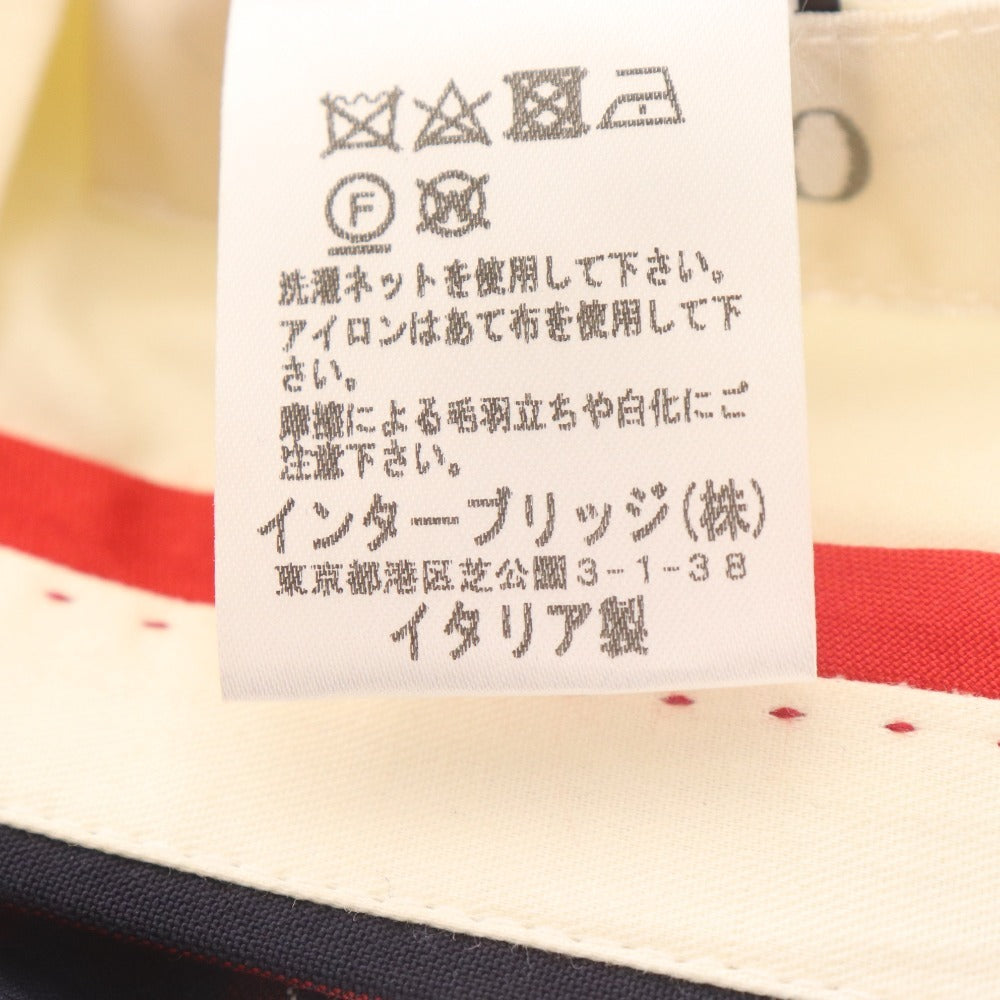 F W
洗濯ネットを使用して下さい。
アイロンはあて布を使用して下
さい。
摩擦による毛羽立ちや白化にご
注意下さい。
インターブリッジ(株)
東京都港区芝公園3-1-38
イタリア製
O